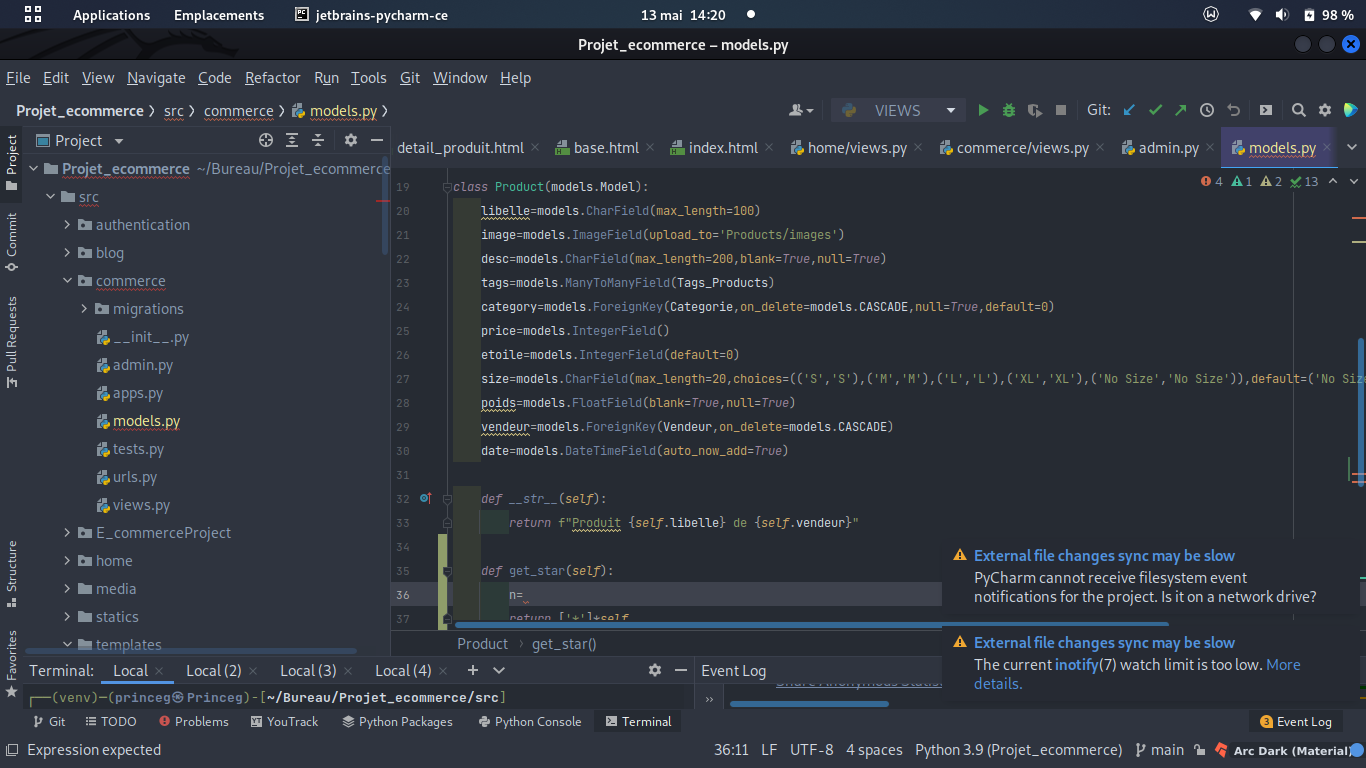 Applications Emplacements jetbrains-pycharm-ce 13 mai 14:20 98 %
Projet_ecommerce – models.py
File Edit View Navigate Code Refactor Run Tools Git Window Help
Projet_ecommerce src commerce models.py VIEWS Git:
Project
detail_produit.html base.html index.html home/views.py commerce/views.py admin.py models.py
Project
Commit
Pull Requests
Structure
Favorites
Projet_ecommerce ~/Bureau/Projet_ecommerce
src
authentication
blog
commerce
migrations
__init__.py
admin.py
apps.py
models.py
tests.py
urls.py
views.py
E_commerceProject
home
media
statics
templates
4 1 2 13
19 class Product(models.Model):
20 libelle=models.CharField(max_length=100)
21 image=models.ImageField(upload_to='Products/images')
22 desc=models.CharField(max_length=200,blank=True,null=True)
23 tags=models.ManyToManyField(Tags_Products)
24 category=models.ForeignKey(Categorie,on_delete=models.CASCADE,null=True,default=0)
25 price=models.IntegerField()
26 etoile=models.IntegerField(default=0)
27 size=models.CharField(max_length=20,choices=(('S','S'),('M','M'),('L','L'),('XL','XL'),('No Size','No Size')),default=('No Size
28 poids=models.FloatField(blank=True,null=True)
29 vendeur=models.ForeignKey(Vendeur,on_delete=models.CASCADE)
30 date=models.DateTimeField(auto_now_add=True)
31
32 def __str__(self):
33 return f"Produit {self.libelle} de {self.vendeur}"
34
35 def get_star(self):
36 n=
37 return ['*']*self
Product get_star()
External file changes sync may be slow
PyCharm cannot receive filesystem event
notifications for the project. Is it on a network drive?
External file changes sync may be slow
The current inotify(7) watch limit is too low. More
details.
Terminal: Local Local (2) Local (3) Local (4)
Event Log
(venv)─(princeg㉿Princeg)-[~/Bureau/Projet_ecommerce/src]
Share Anonymous Statis
Git TODO Problems YouTrack Python Packages Python Console Terminal 3 Event Log
Expression expected 36:11 LF UTF-8 4 spaces Python 3.9 (Projet_ecommerce) main Arc Dark (Material)